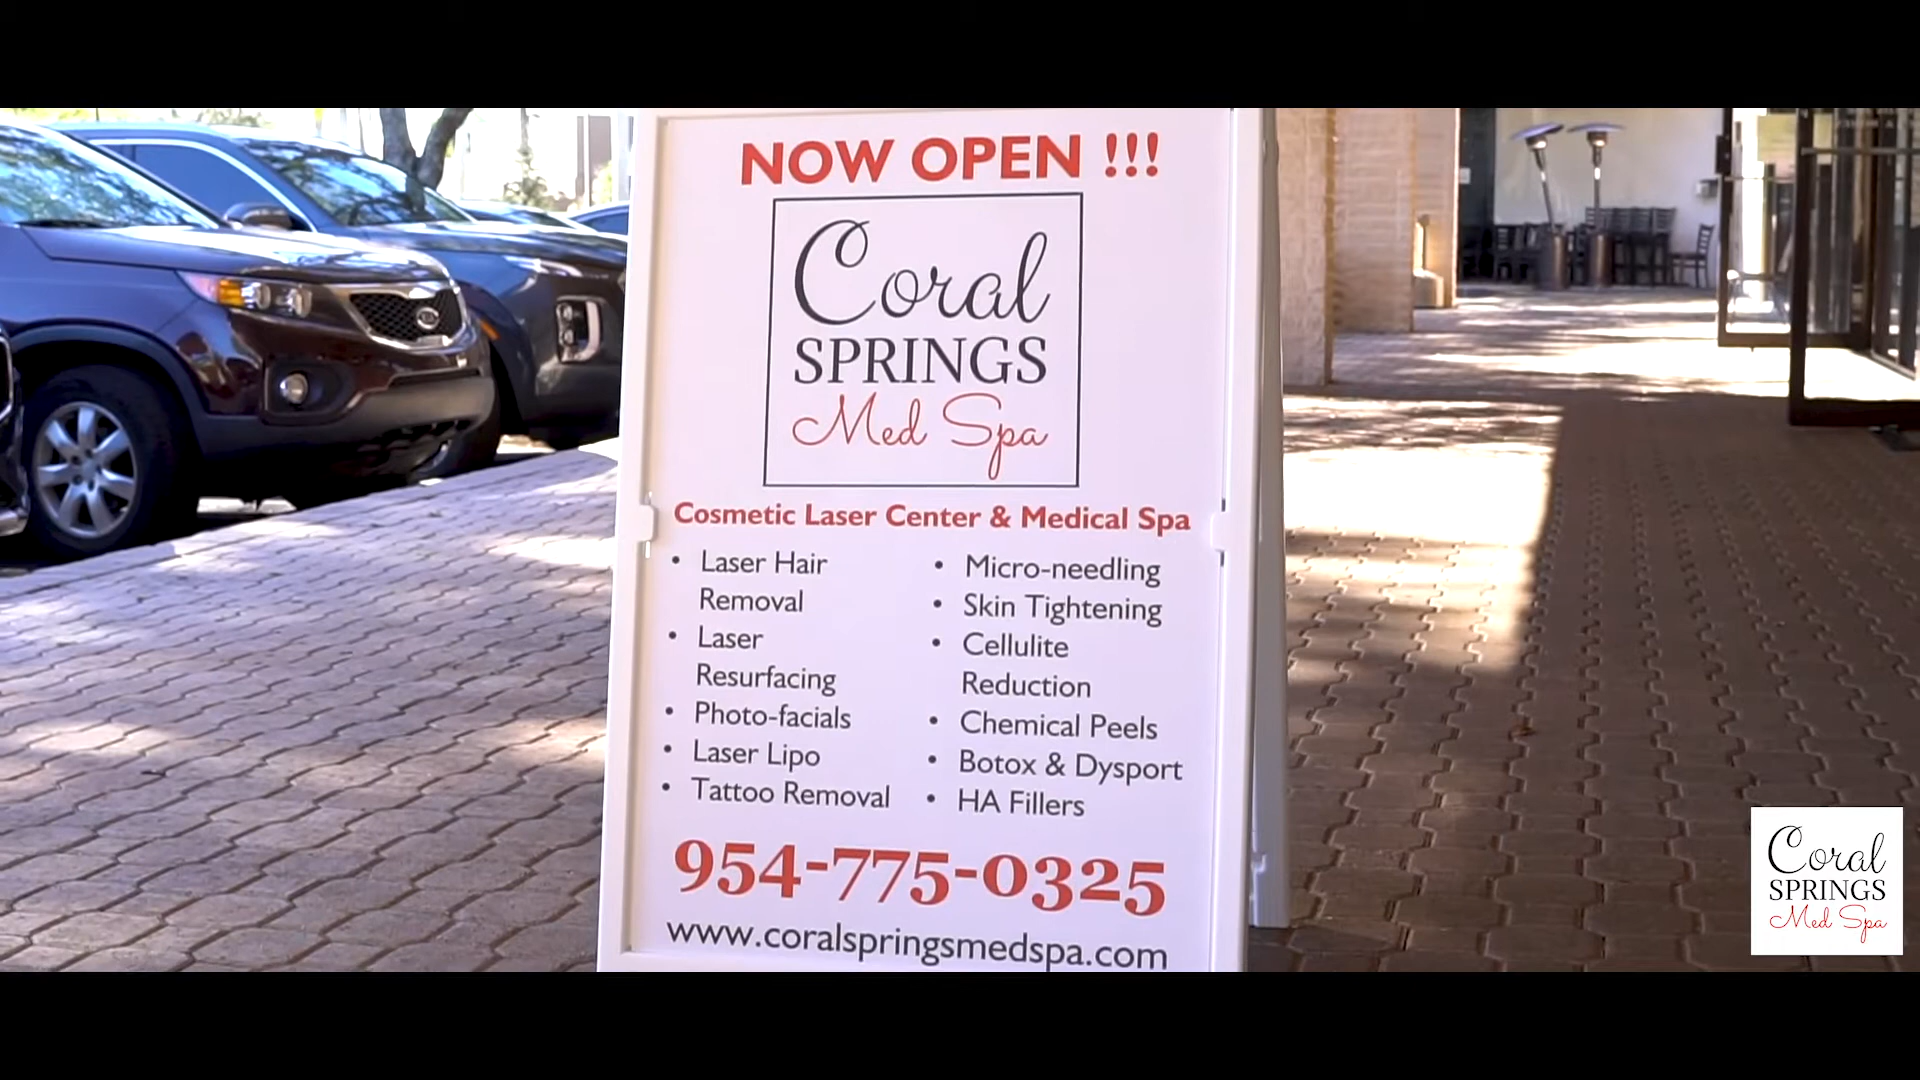 NOW OPEN !!!
Coral
SPRINGS
Med Spa
Cosmetic Laser Center & Medical Spa
• Laser Hair
Removal
• Laser
Resurfacing
• Photo-facials
• Laser Lipo
• Tattoo Removal
• Micro-needling
• Skin Tightening
• Cellulite
Reduction
• Chemical Peels
• Botox & Dysport
• HA Fillers
954-775-0325
www.coralspringsmedspa.com
KIA
Coral
SPRINGS
Med Spa